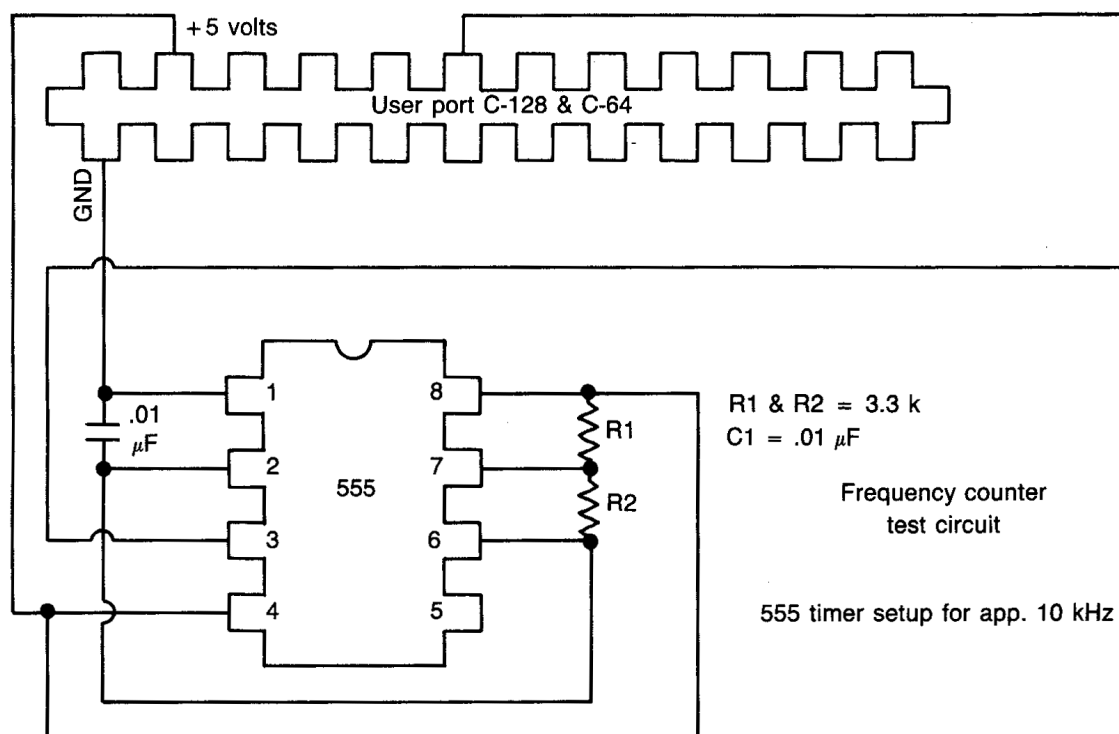 +5 volts
User port C-128 & C-64
GND
1
8
.01
µF
R1
R1 & R2 = 3.3 k
C1 = .01 µF
2
555
7
R2
Frequency counter
test circuit
3
6
4
5
555 timer setup for app. 10 kHz